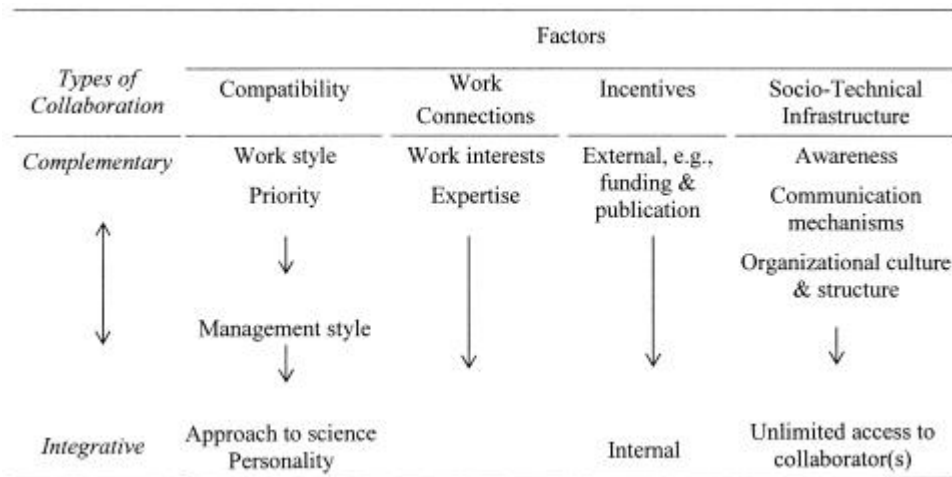 Factors
Types of
Collaboration
Compatibility
Work
Connections
Incentives
Socio-Technical
Infrastructure
Complementary
Work style
Priority
Management style
Approach to science
Personality
Work interests
Expertise
External, e.g.,
funding &
publication
Internal
Awareness
Communication
mechanisms
Organizational culture
& structure
Unlimited access to
collaborator(s)
Integrative